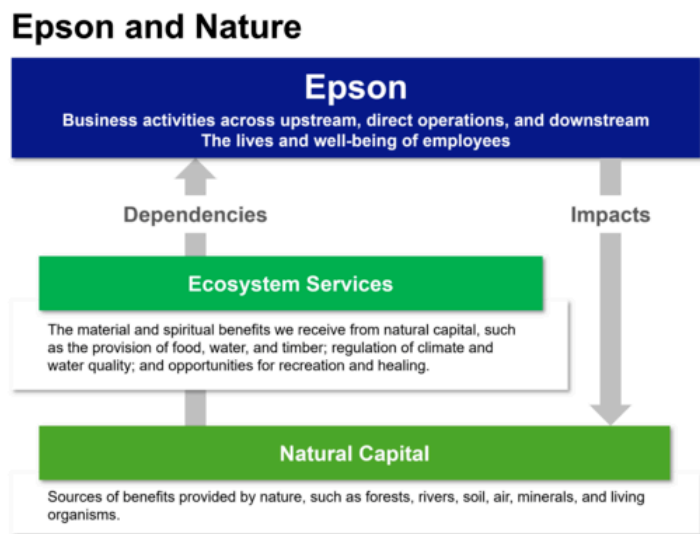 Epson and Nature
Epson
Business activities across upstream, direct operations, and downstream
The lives and well-being of employees
Dependencies
Impacts
Ecosystem Services
The material and spiritual benefits we receive from natural capital, such
as the provision of food, water, and timber; regulation of climate and
water quality; and opportunities for recreation and healing.
Natural Capital
Sources of benefits provided by nature, such as forests, rivers, soil, air, minerals, and living
organisms.